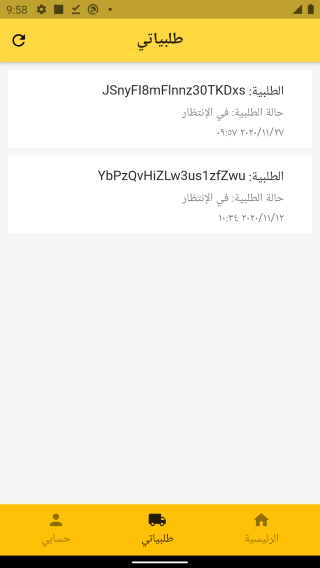 9:58
طلبياتي
الطلبية: JSnyFI8mFlnnz30TKDxs
حالة الطلبية: في الإنتظار
٢٠٢٠/١١/٢٧ ٠٩:٥٧
الطلبية: YbPzQvHiZLw3us1zfZwu
حالة الطلبية: في الإنتظار
٢٠٢٠/١١/١٢ ١٠:٣٤
الرئيسية
طلبياتي
حسابي